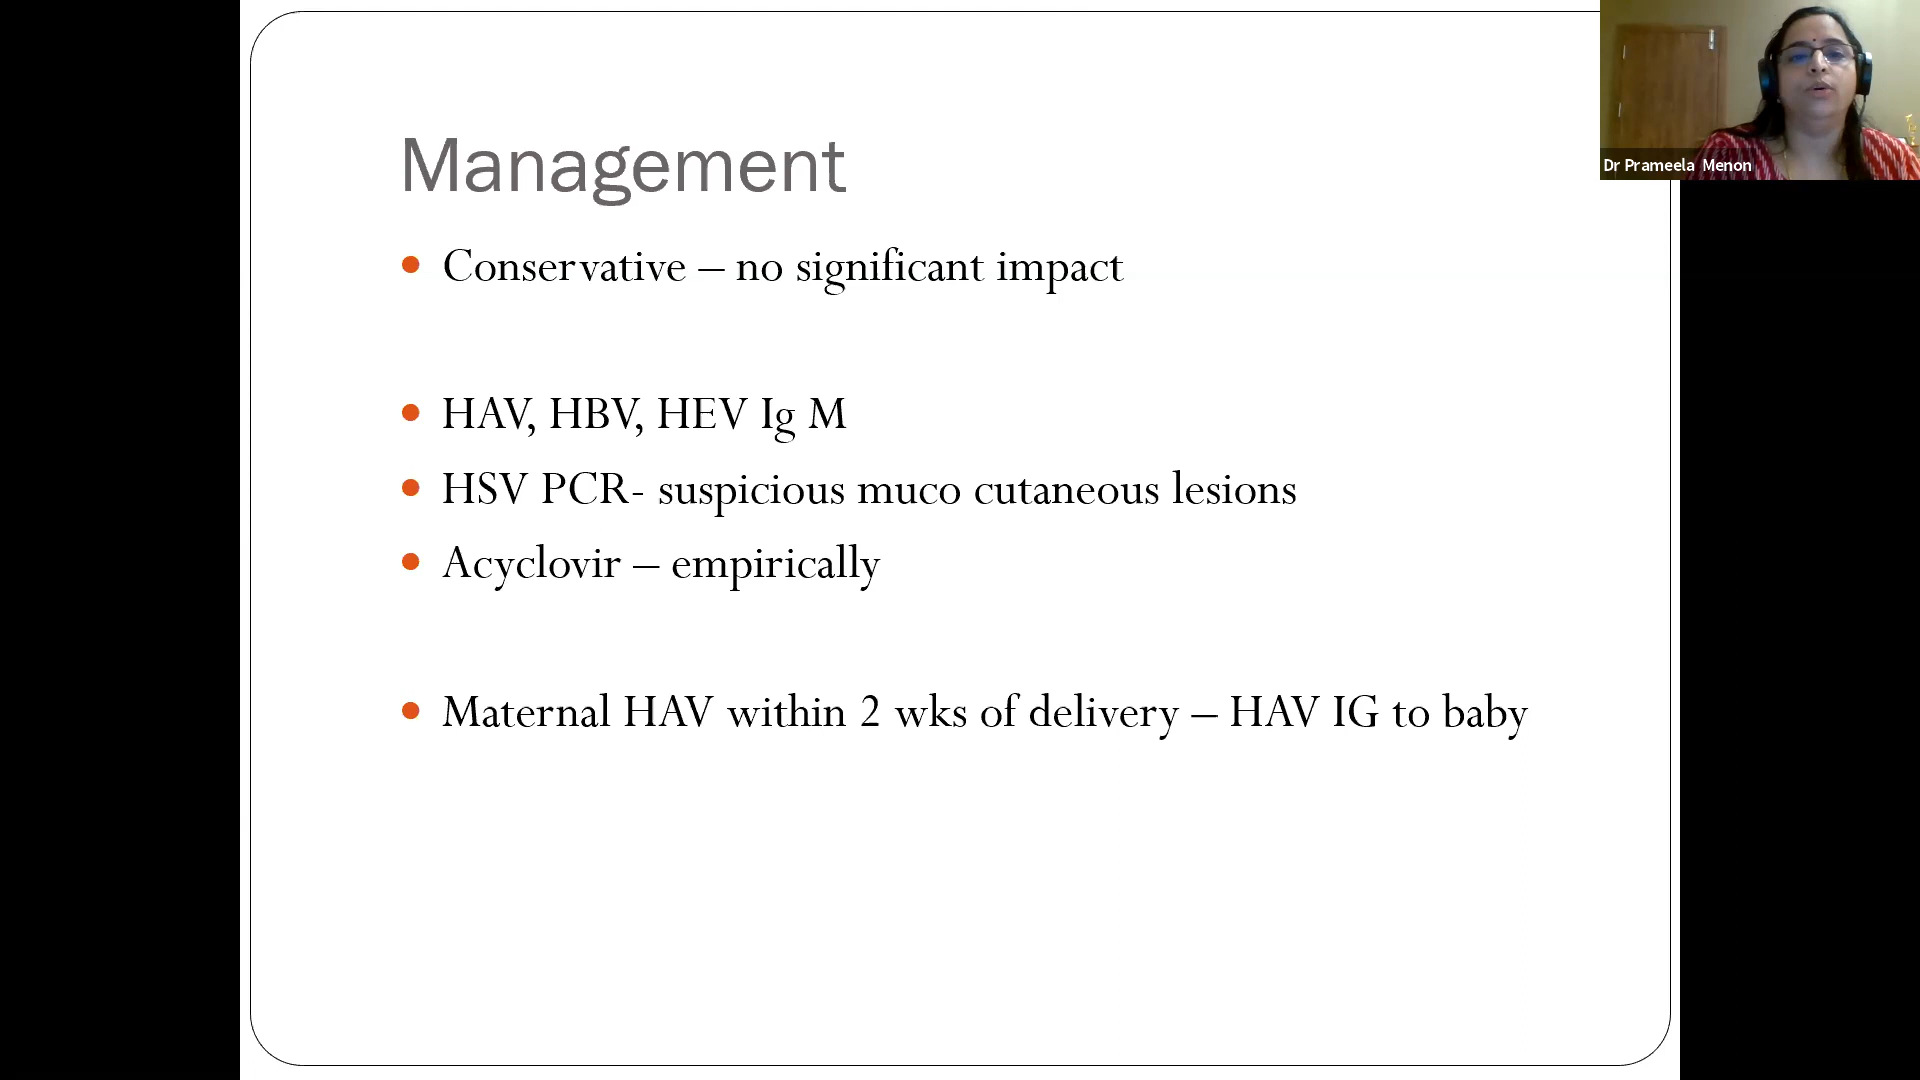 Management
Conservative – no significant impact
HAV, HBV, HEV Ig M
HSV PCR- suspicious muco cutaneous lesions
Acyclovir – empirically
Maternal HAV within 2 wks of delivery – HAV IG to baby
Dr Prameela Menon